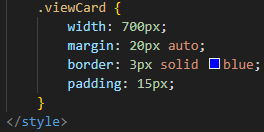 .viewCard {
width: 700px;
margin: 20px auto;
border: 3px solid blue;
padding: 15px;
}
</style>